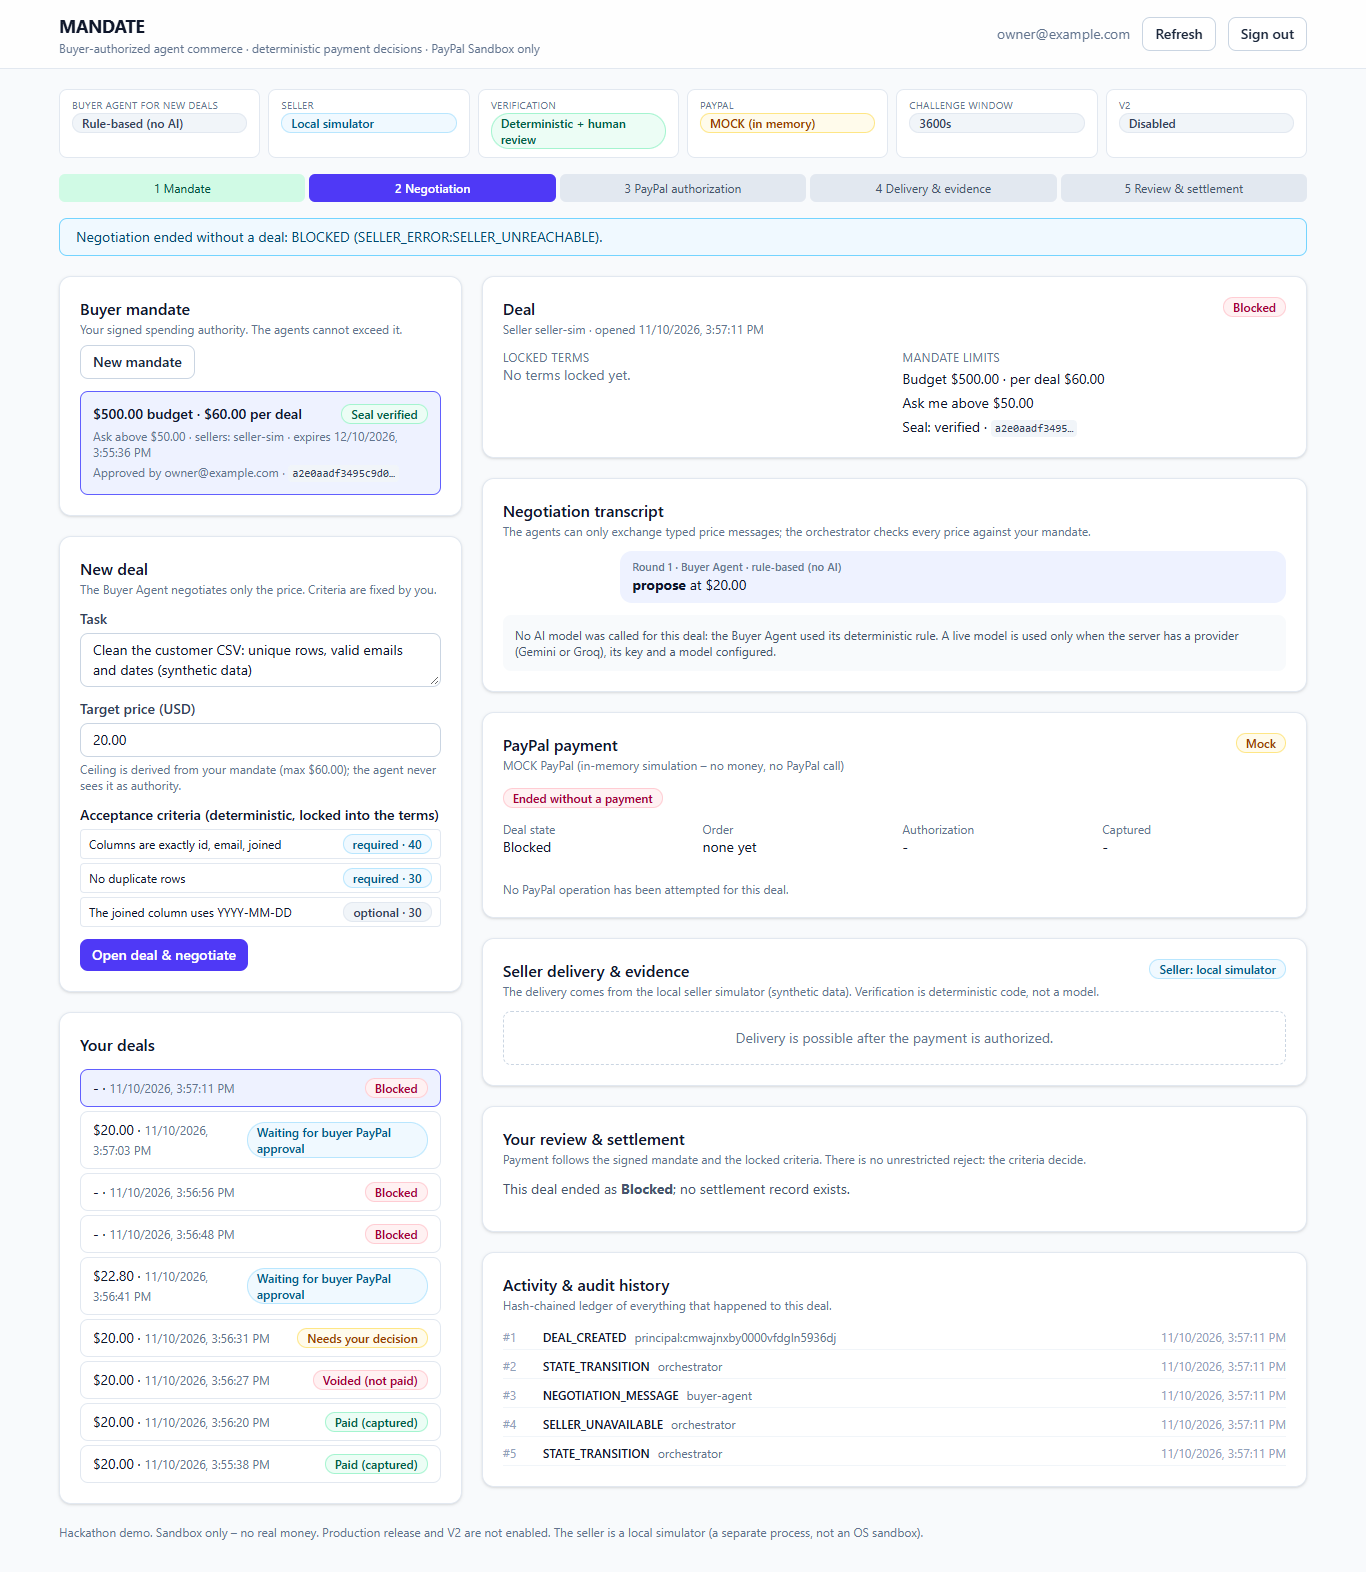 MANDATE
Buyer-authorized agent commerce · deterministic payment decisions · PayPal Sandbox only
owner@example.com
Refresh
Sign out
BUYER AGENT FOR NEW DEALS
Rule-based (no AI)
SELLER
Local simulator
VERIFICATION
Deterministic + human
review
PAYPAL
MOCK (in memory)
CHALLENGE WINDOW
3600s
V2
Disabled
1 Mandate
2 Negotiation
3 PayPal authorization
4 Delivery & evidence
5 Review & settlement
Negotiation ended without a deal: BLOCKED (SELLER_ERROR:SELLER_UNREACHABLE).
Buyer mandate
Your signed spending authority. The agents cannot exceed it.
New mandate
$500.00 budget · $60.00 per deal
Seal verified
Ask above $50.00 · sellers: seller-sim · expires 12/10/2026,
3:55:36 PM
Approved by owner@example.com · a2e0aadf3495c9d0…
New deal
The Buyer Agent negotiates only the price. Criteria are fixed by you.
Task
Clean the customer CSV: unique rows, valid emails
and dates (synthetic data)
Target price (USD)
20.00
Ceiling is derived from your mandate (max $60.00); the agent never
sees it as authority.
Acceptance criteria (deterministic, locked into the terms)
Columns are exactly id, email, joined
required · 40
No duplicate rows
required · 30
The joined column uses YYYY-MM-DD
optional · 30
Open deal & negotiate
Your deals
- · 11/10/2026, 3:57:11 PM
Blocked
$20.00 · 11/10/2026,
3:57:03 PM
Waiting for buyer PayPal
approval
- · 11/10/2026, 3:56:56 PM
Blocked
- · 11/10/2026, 3:56:48 PM
Blocked
$22.80 · 11/10/2026,
3:56:41 PM
Waiting for buyer PayPal
approval
$20.00 · 11/10/2026, 3:56:31 PM
Needs your decision
$20.00 · 11/10/2026, 3:56:27 PM
Voided (not paid)
$20.00 · 11/10/2026, 3:56:20 PM
Paid (captured)
$20.00 · 11/10/2026, 3:55:38 PM
Paid (captured)
Deal
Blocked
Seller seller-sim · opened 11/10/2026, 3:57:11 PM
LOCKED TERMS
No terms locked yet.
MANDATE LIMITS
Budget $500.00 · per deal $60.00
Ask me above $50.00
Seal: verified · a2e0aadf3495…
Negotiation transcript
The agents can only exchange typed price messages; the orchestrator checks every price against your mandate.
Round 1 · Buyer Agent · rule-based (no AI)
propose at $20.00
No AI model was called for this deal: the Buyer Agent used its deterministic rule. A live model is used only when the server has a provider
(Gemini or Groq), its key and a model configured.
PayPal payment
Mock
MOCK PayPal (in-memory simulation – no money, no PayPal call)
Ended without a payment
Deal state
Blocked
Order
none yet
Authorization
-
Captured
-
No PayPal operation has been attempted for this deal.
Seller delivery & evidence
Seller: local simulator
The delivery comes from the local seller simulator (synthetic data). Verification is deterministic code, not a model.
Delivery is possible after the payment is authorized.
Your review & settlement
Payment follows the signed mandate and the locked criteria. There is no unrestricted reject: the criteria decide.
This deal ended as Blocked; no settlement record exists.
Activity & audit history
Hash-chained ledger of everything that happened to this deal.
#1 DEAL_CREATED principal:cmwajnxby0000vfdgln5936dj 11/10/2026, 3:57:11 PM
#2 STATE_TRANSITION orchestrator 11/10/2026, 3:57:11 PM
#3 NEGOTIATION_MESSAGE buyer-agent 11/10/2026, 3:57:11 PM
#4 SELLER_UNAVAILABLE orchestrator 11/10/2026, 3:57:11 PM
#5 STATE_TRANSITION orchestrator 11/10/2026, 3:57:11 PM
Hackathon demo. Sandbox only – no real money. Production release and V2 are not enabled. The seller is a local simulator (a separate process, not an OS sandbox).